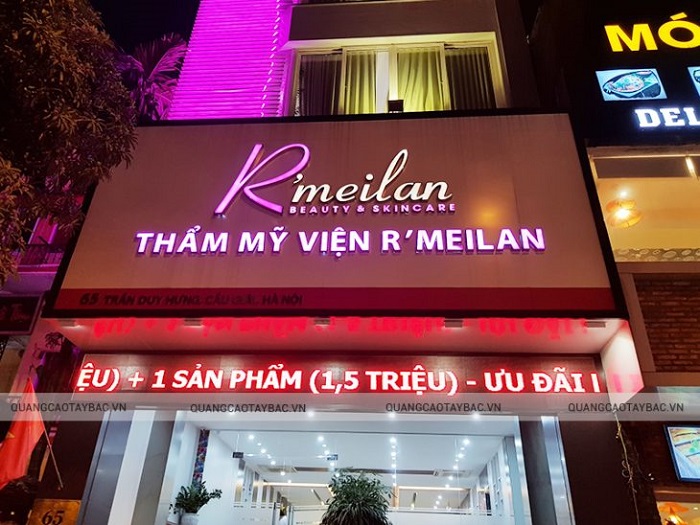 MÓ
DEL
R'meilan
BEAUTY & SKINCARE
THẨM MỸ VIỆN R'MEILAN
65 TRẦN DUY HƯNG, CẦU GIẤY, HÀ NỘI
ỆU) + 1 SẢN PHẨM (1,5 TRIỆU) - ƯU ĐÃI
QUANGCAOTAYBAC.VN QUANGCAOTAYBAC.VN QUANGCAOTAYBAC.VN QUANGCAOTAYBAC.VN
65